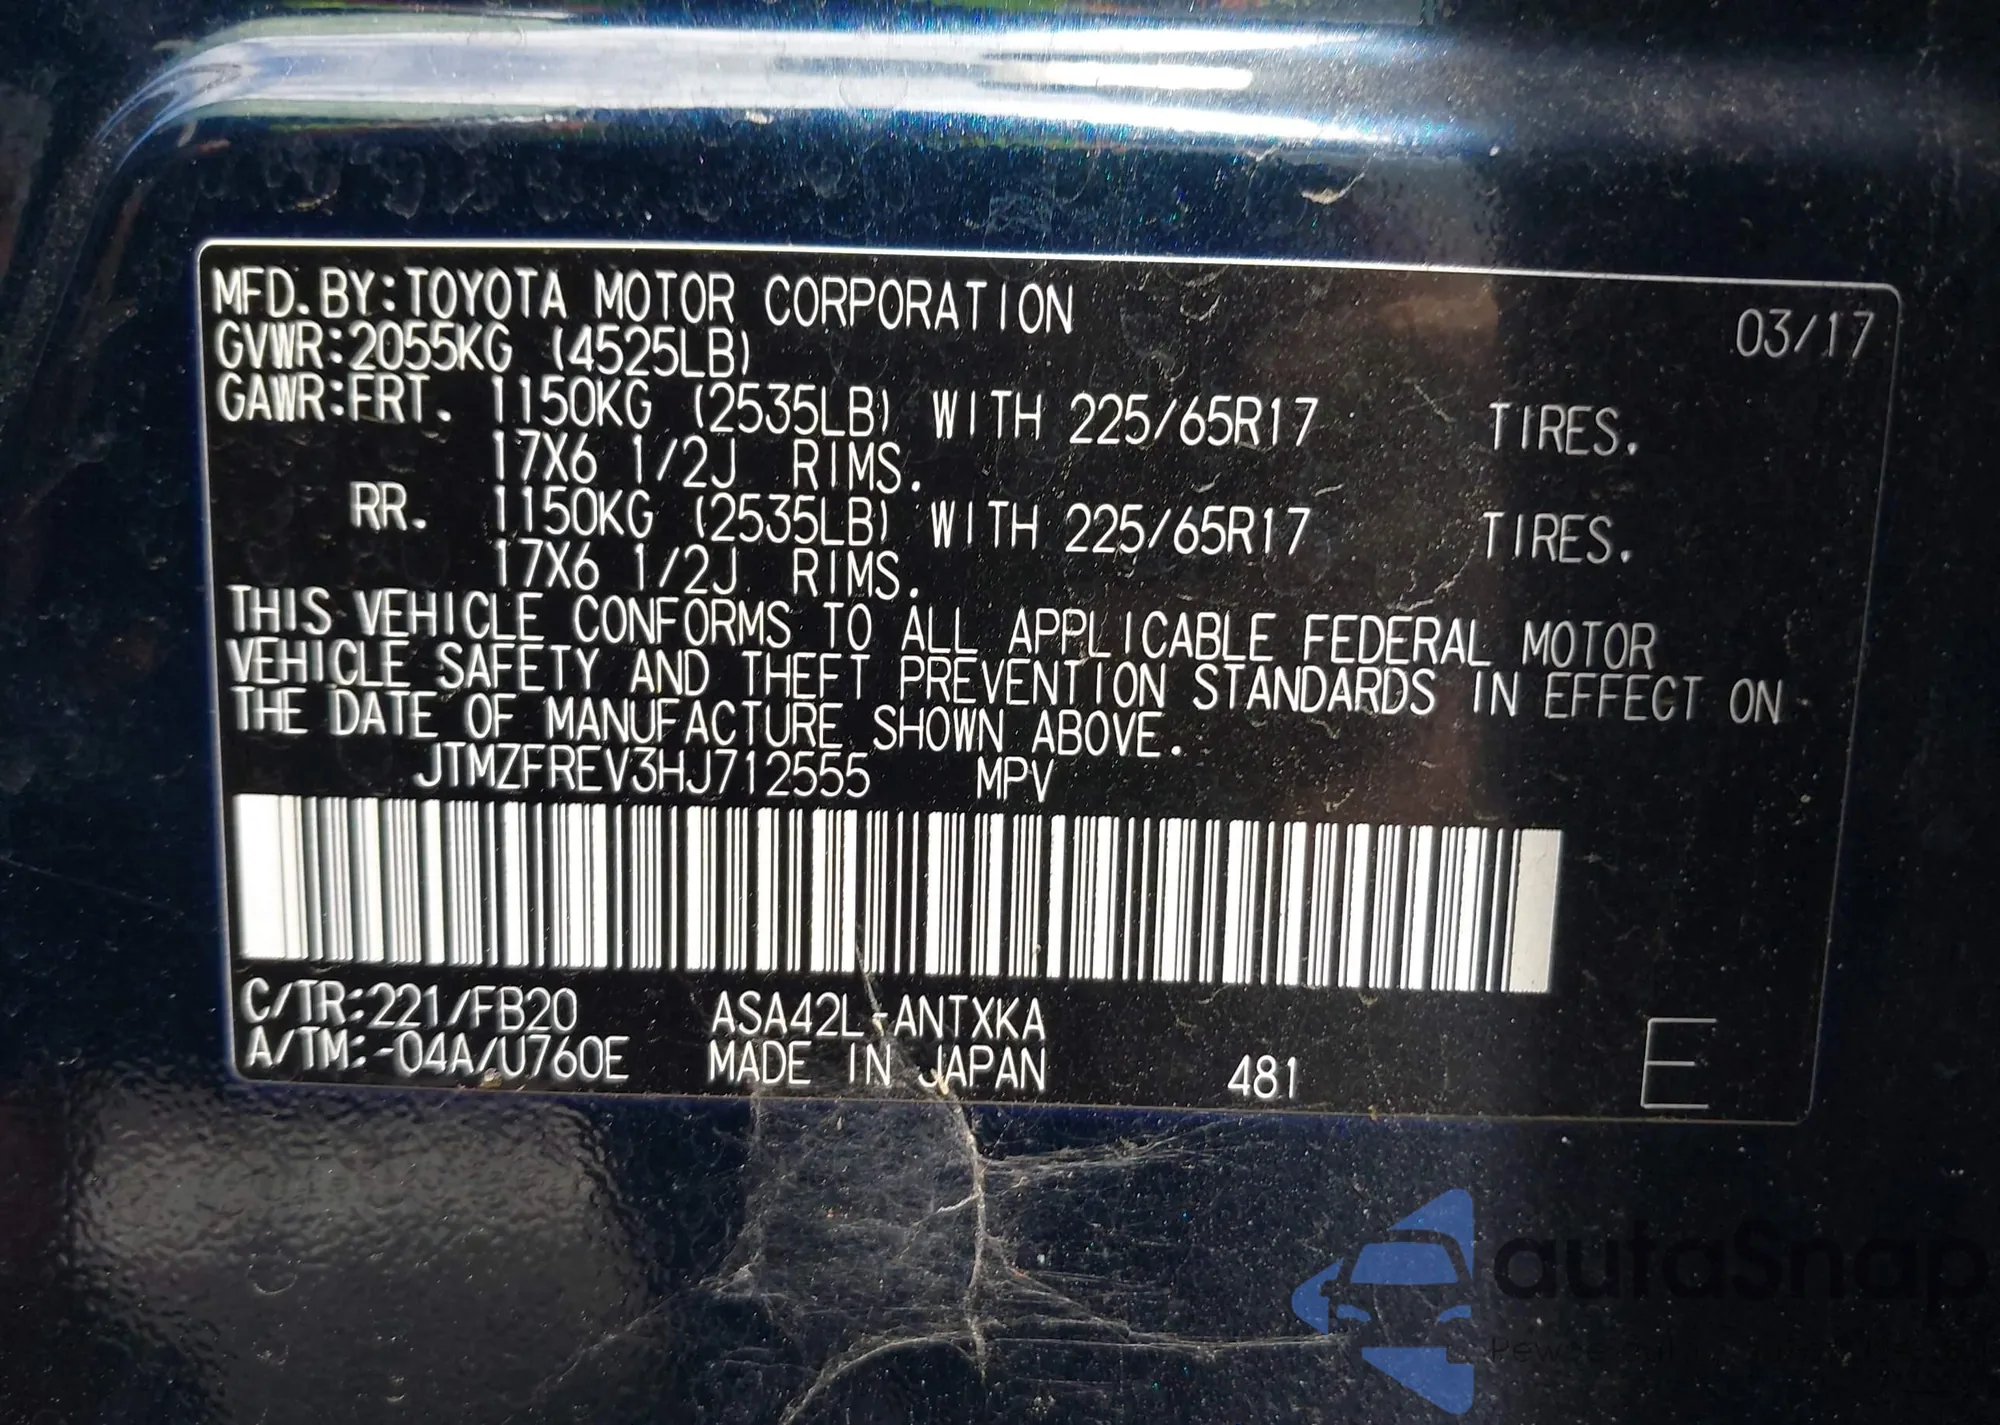 MFD. BY:TOYOTA MOTOR CORPORATION 03/17
GVWR:2055KG (4525LB)
GAWR:FRT. 1150KG (2535LB) WITH 225/65R17 TIRES.
17X6 1/2J RIMS.
RR. 1150KG (2535LB) WITH 225/65R17 TIRES.
17X6 1/2J RIMS.
THIS VEHICLE CONFORMS TO ALL APPLICABLE FEDERAL MOTOR
VEHICLE SAFETY AND THEFT PREVENTION STANDARDS IN EFFECT ON
THE DATE OF MANUFACTURE SHOWN ABOVE.
JTMZFREV3HJ712555 MPV
C/TR:221/FB20 ASA42L-ANTXKA
A/TM:-04A/U760E MADE IN JAPAN 481 E
autoSnap